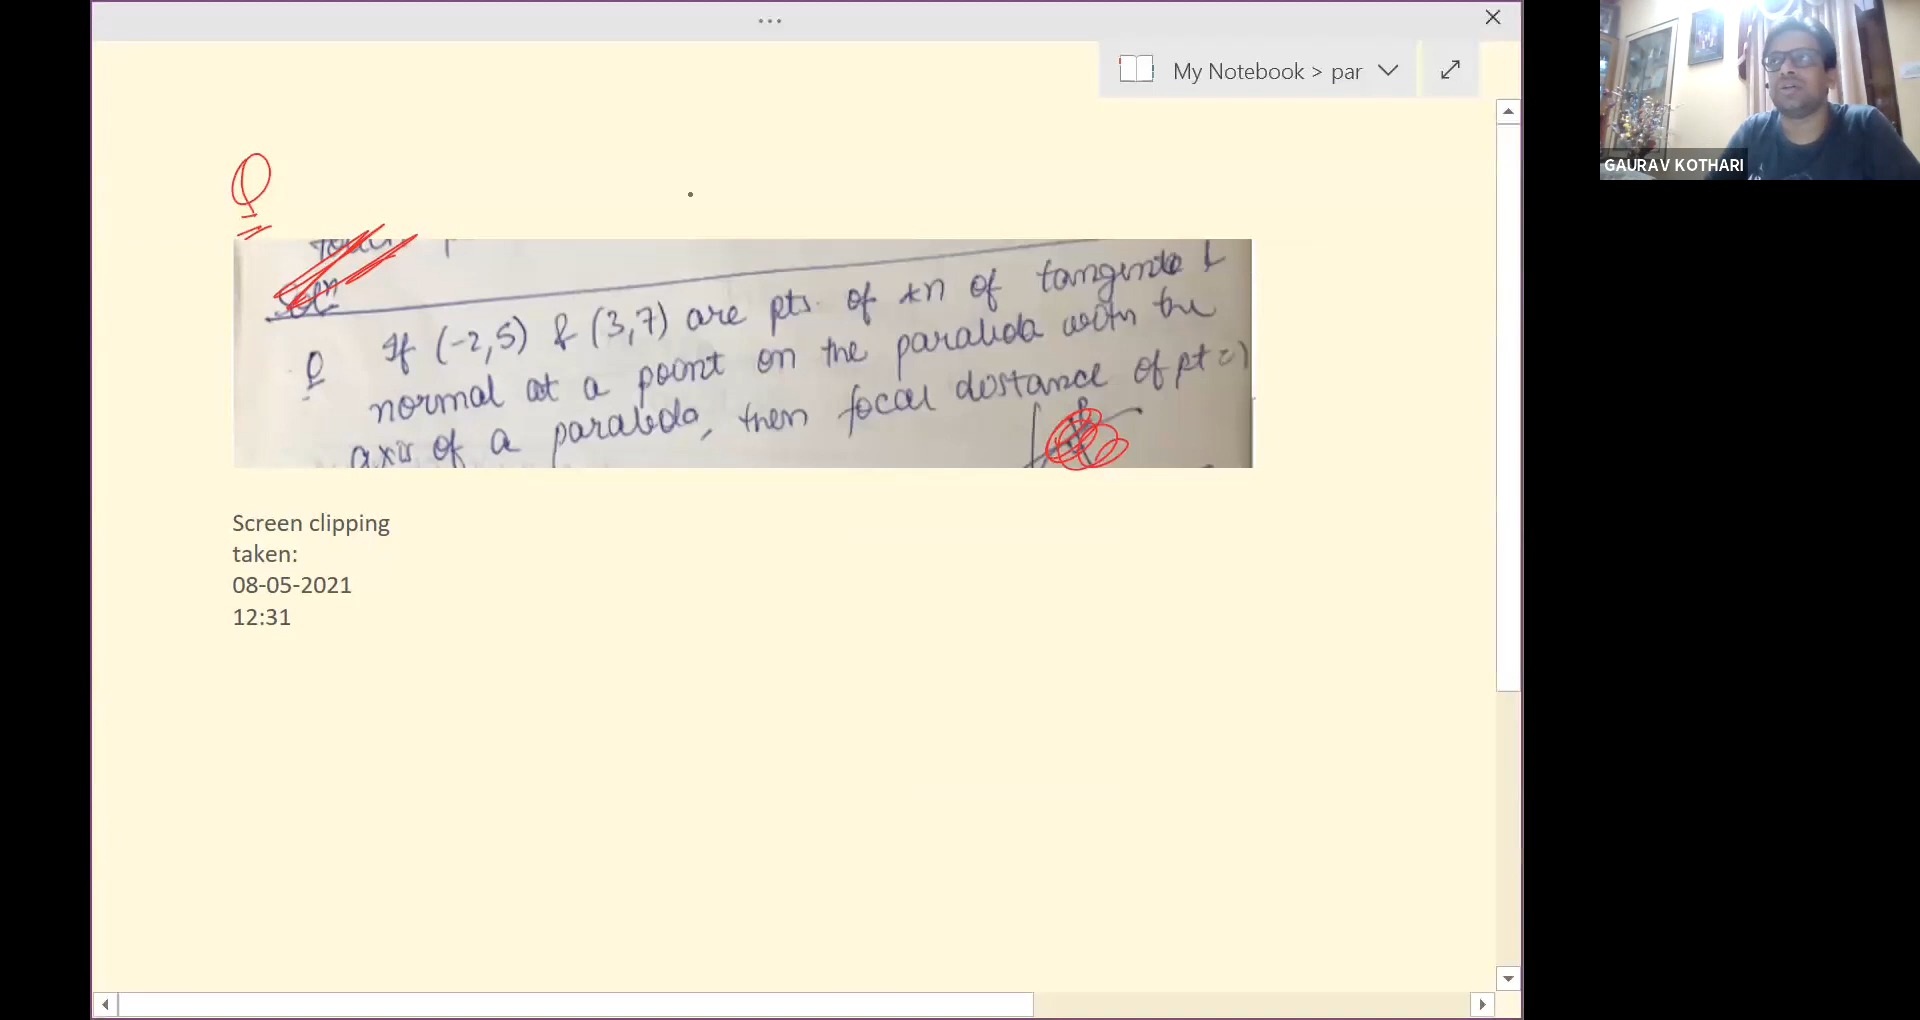 ...
My Notebook > par
GAURAV KOTHARI
Q
Soln
Q If (-2,5) & (3,7) are pts. of *n of tangents &
normal at a point on the parabola with the
axis of a parabola, then focal distance of pt =)
Screen clipping
taken:
08-05-2021
12:31